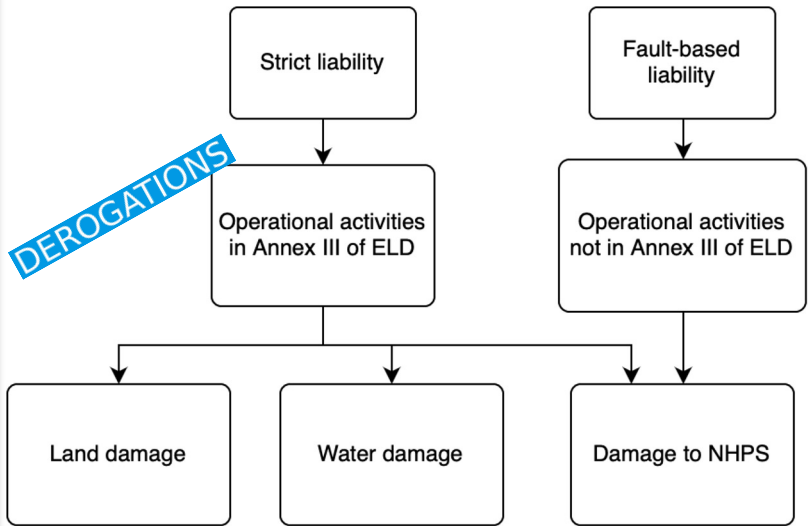 Strict liability
Fault-based
liability
DEROGATIONS
Operational activities
in Annex III of ELD
Operational activities
not in Annex III of ELD
Land damage
Water damage
Damage to NHPS